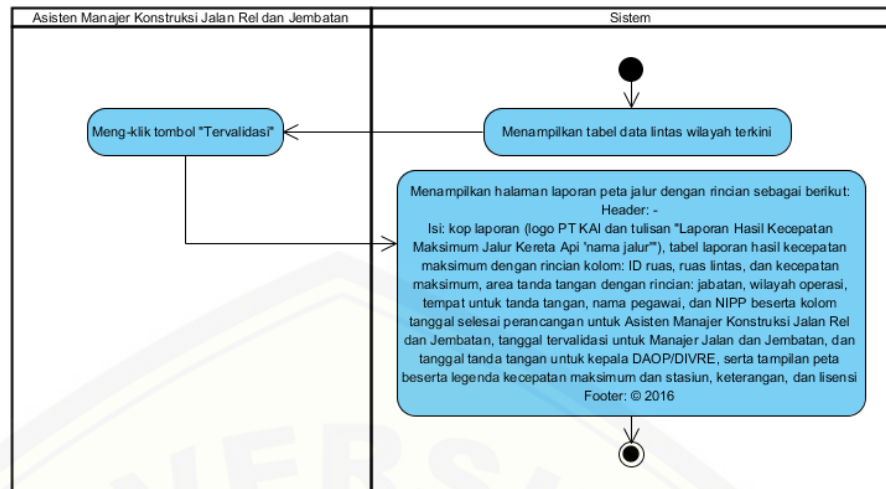 Asisten Manajer Konstruksi Jalan Rel dan Jembatan
Sistem
Meng-klik tombol "Tervalidasi"
Menampilkan tabel data lintas wilayah terkini
Menampilkan halaman laporan peta jalur dengan rincian sebagai berikut:
Header: -
Isi: kop laporan (logo PT KAI dan tulisan "Laporan Hasil Kecepatan
Maksimum Jalur Kereta Api 'nama jalur'"), tabel laporan hasil kecepatan
maksimum dengan rincian kolom: ID ruas, ruas lintas, dan kecepatan
maksimum, area tanda tangan dengan rincian: jabatan, wilayah operasi,
tempat untuk tanda tangan, nama pegawai, dan NIPP beserta kolom
tanggal selesai perancangan untuk Asisten Manajer Konstruksi Jalan Rel
dan Jembatan, tanggal tervalidasi untuk Manajer Jalan dan Jembatan, dan
tanggal tanda tangan untuk kepala DAOP/DIVRE, serta tampilan peta
beserta legenda kecepatan maksimum dan stasiun, keterangan, dan lisensi
Footer: © 2016